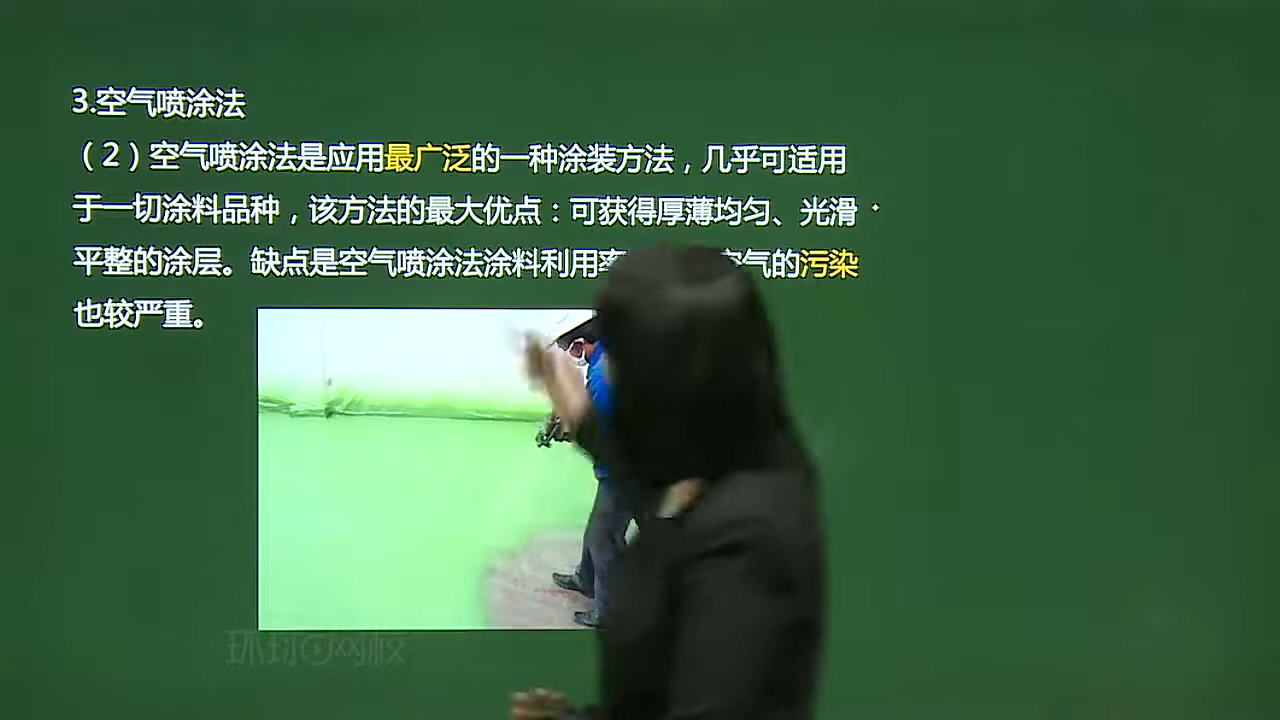 3.空气喷涂法
（2）空气喷涂法是应用最广泛的一种涂装方法，几乎可适用
于一切涂料品种，该方法的最大优点：可获得厚薄均匀、光滑
平整的涂层。缺点是空气喷涂法涂料利用 空气的污染
也较严重。
环球网校